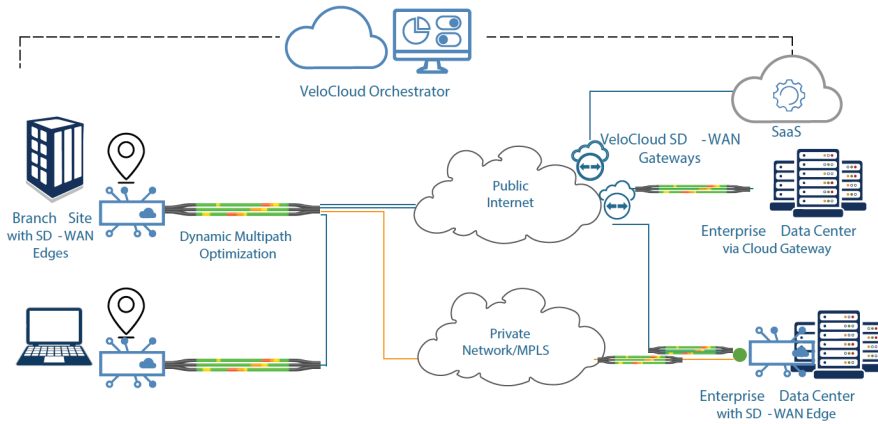 VeloCloud Orchestrator
SaaS
VeloCloud SD -WAN
Gateways
Public
Internet
Branch Site
with SD -WAN
Edges
Dynamic Multipath
Optimization
Enterprise Data Center
via Cloud Gateway
Private
Network/MPLS
Enterprise Data Center
with SD -WAN Edge